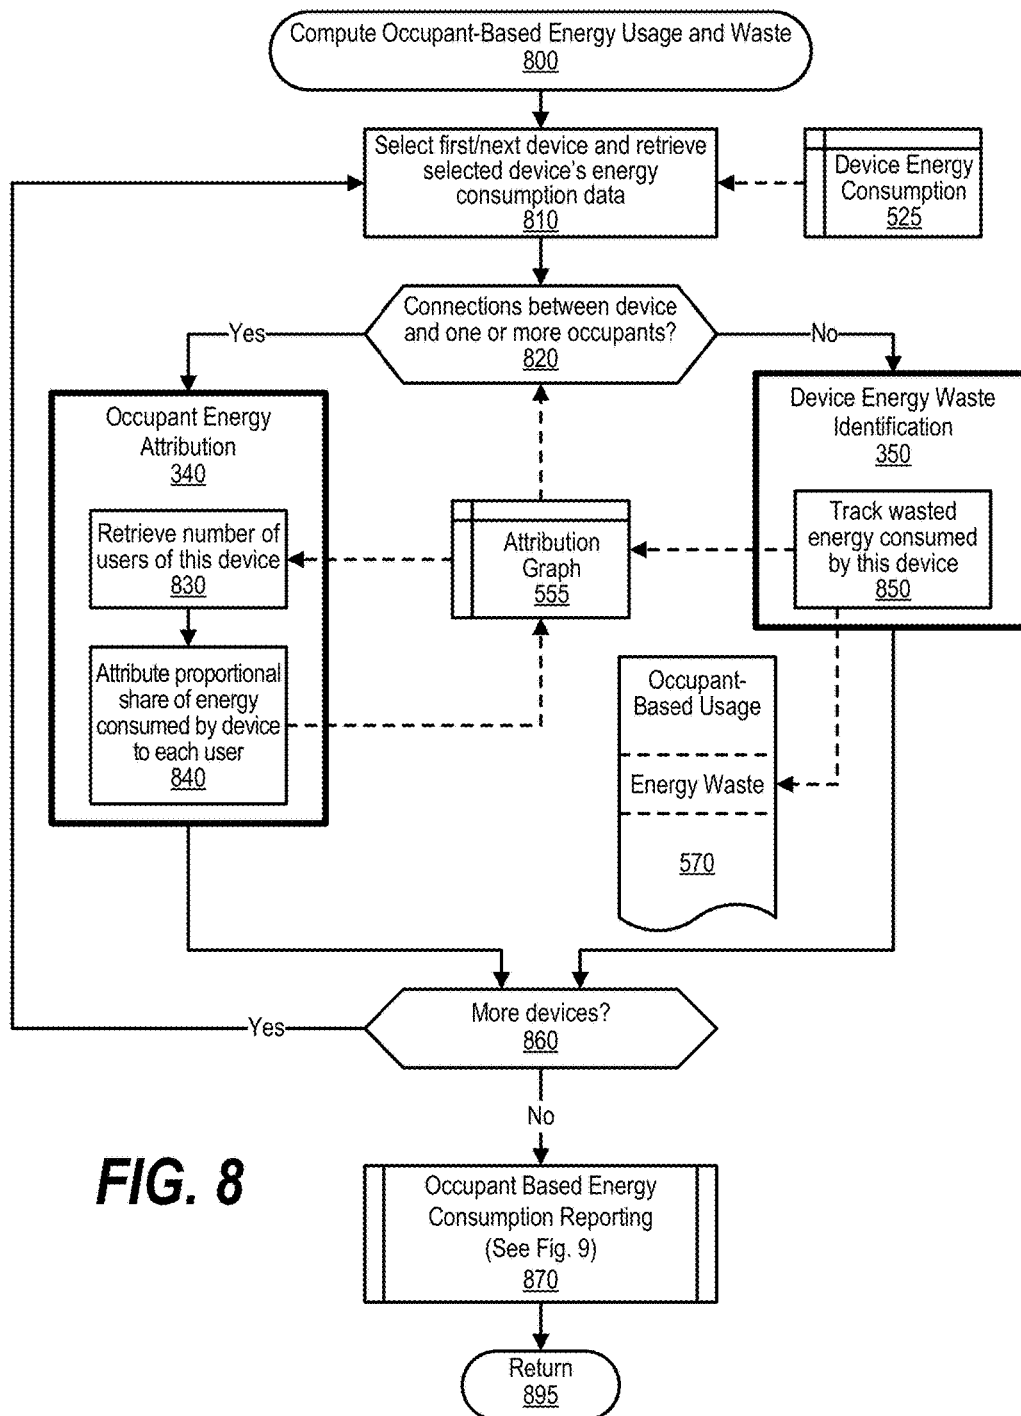 Compute Occupant-Based Energy Usage and Waste
800
Select first/next device and retrieve
selected device's energy
consumption data
810
Device Energy
Consumption
525
Connections between device
and one or more occupants?
820
Yes
No
Occupant Energy
Attribution
340
Device Energy Waste
Identification
350
Retrieve number of
users of this device
830
Attribution
Graph
555
Track wasted
energy consumed
by this device
850
Attribute proportional
share of energy
consumed by device
to each user
840
Occupant-
Based Usage
Energy Waste
570
More devices?
860
Yes
No
FIG. 8
Occupant Based Energy
Consumption Reporting
(See Fig. 9)
870
Return
895